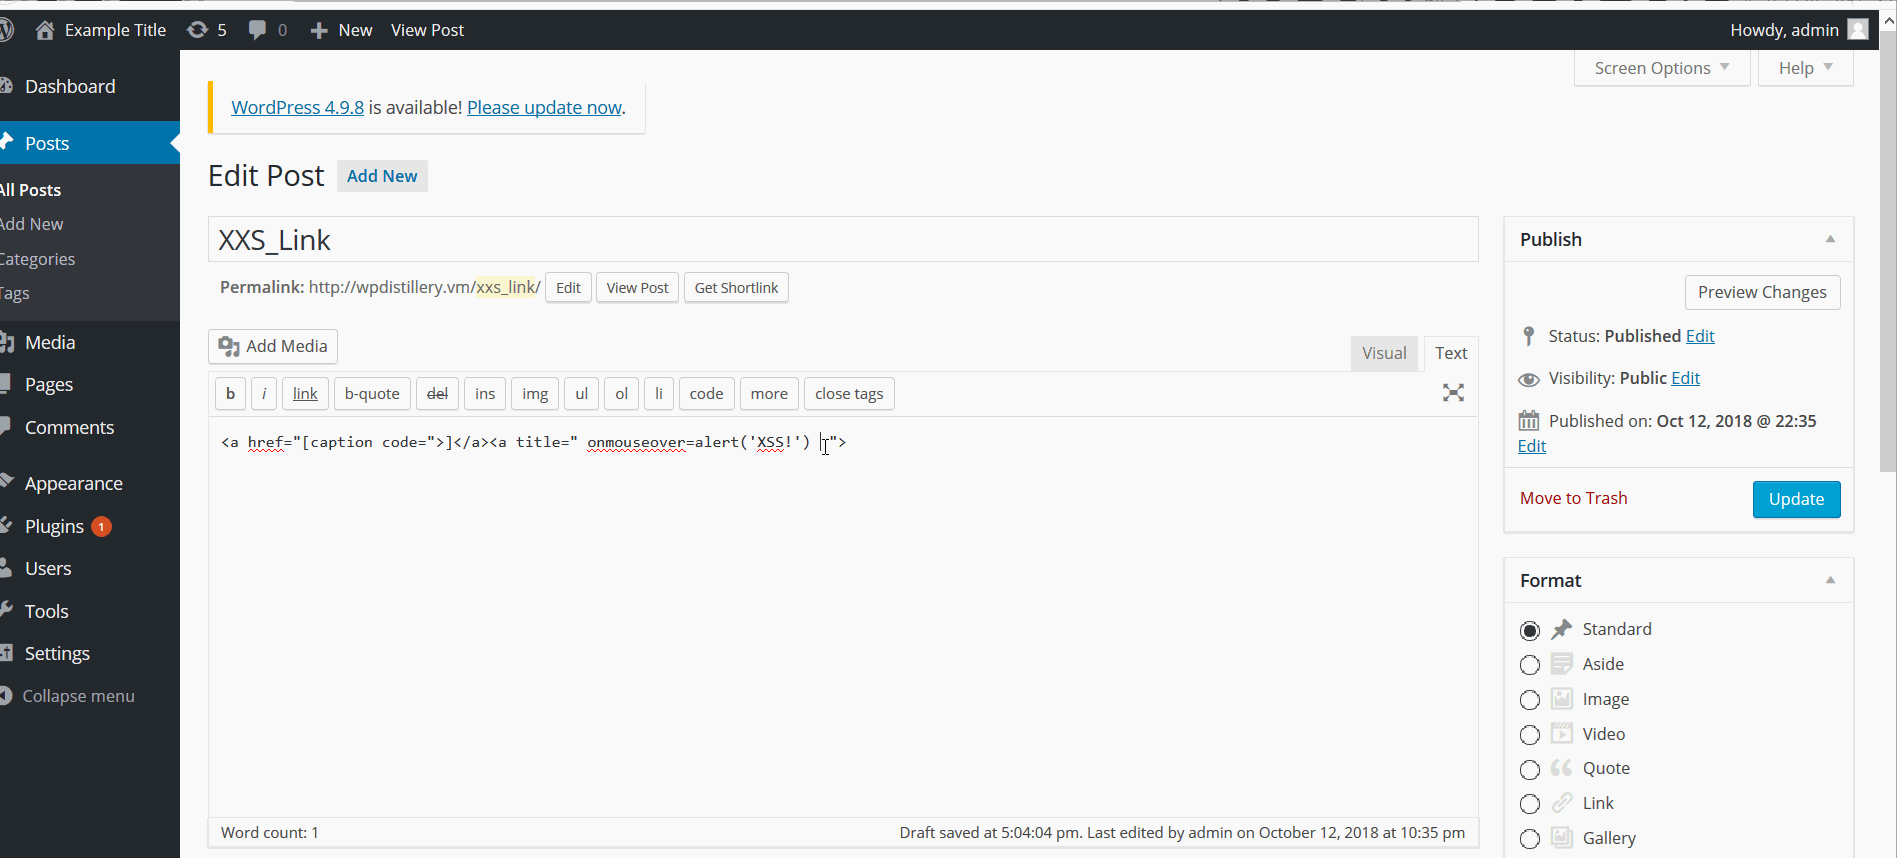 Example Title 5 0 New View Post Howdy, admin
Dashboard
Posts
All Posts
Add New
Categories
Tags
Media
Pages
Comments
Appearance
Plugins 1
Users
Tools
Settings
Collapse menu
Screen Options Help
WordPress 4.9.8 is available! Please update now.
Edit Post Add New
XXS_Link
Permalink: http://wpdistillery.vm/xxs_link/ Edit View Post Get Shortlink
Add Media
Visual Text
b i link b-quote del ins img ul ol li code more close tags
<a href="[caption code=">]</a><a title=" onmouseover=alert('XSS!') ">
Word count: 1
Draft saved at 5:04:04 pm. Last edited by admin on October 12, 2018 at 10:35 pm
Publish
Preview Changes
Status: Published Edit
Visibility: Public Edit
Published on: Oct 12, 2018 @ 22:35
Edit
Move to Trash Update
Format
Standard
Aside
Image
Video
Quote
Link
Gallery